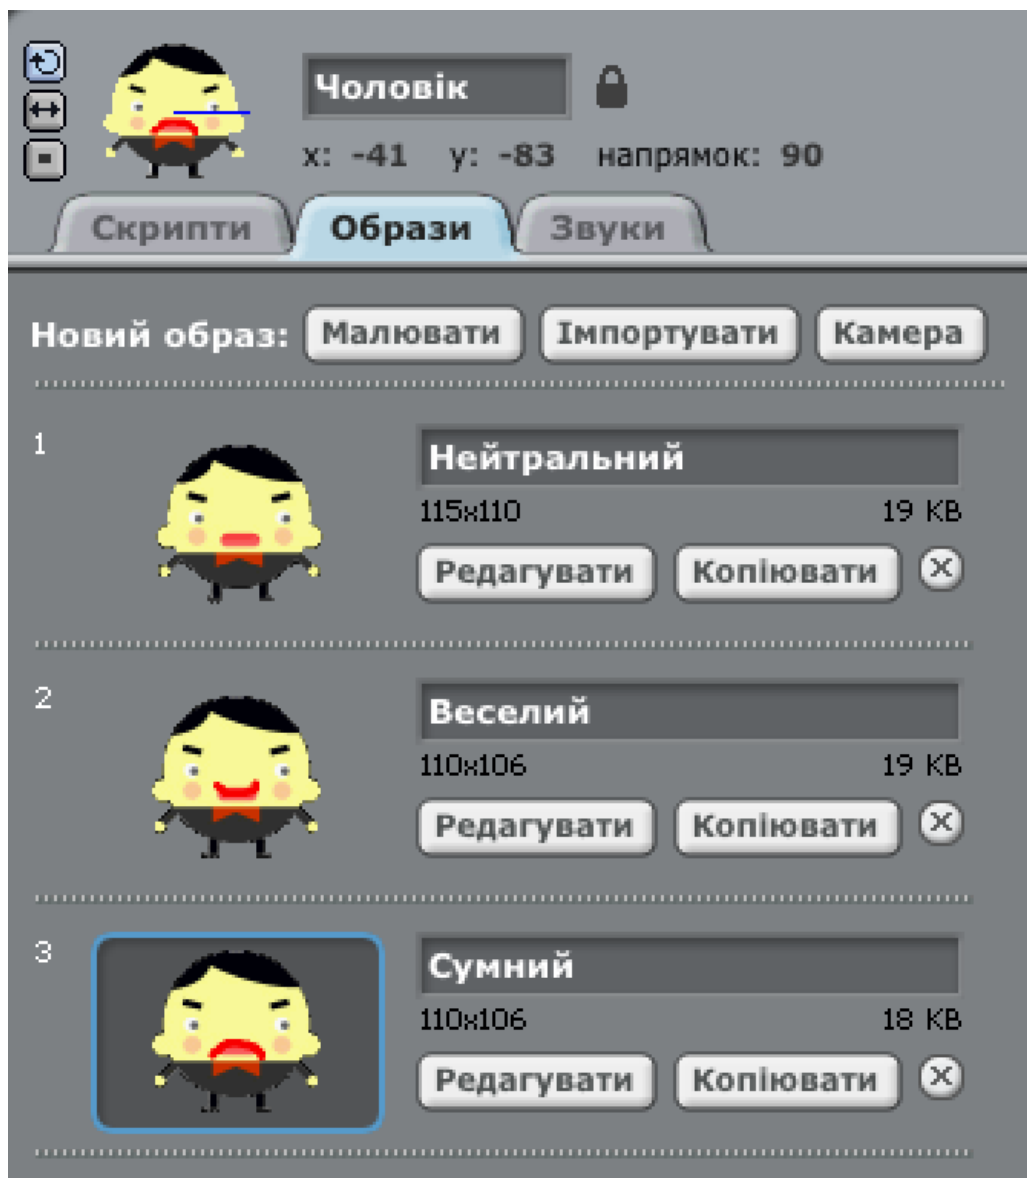 Чоловік
x: -41 y: -83 напрямок: 90
Скрипти Образи Звуки
Новий образ: Малювати Імпортувати Камера
1
Нейтральний
115x110 19 KB
Редагувати Копіювати
2
Веселий
110x106 19 KB
Редагувати Копіювати
3
Сумний
110x106 18 KB
Редагувати Копіювати